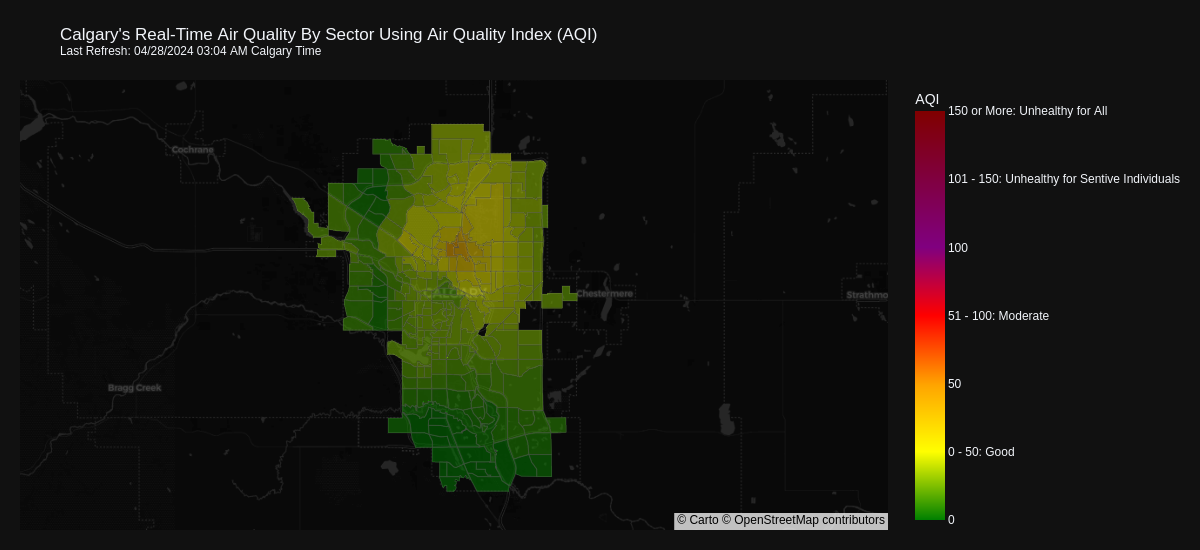 Calgary's Real-Time Air Quality By Sector Using Air Quality Index (AQI)
Last Refresh: 04/28/2024 03:04 AM Calgary Time
AQI
150 or More: Unhealthy for All
Cochrane
101 - 150: Unhealthy for Sentive Individuals
100
CALGARY
Chestermere
Strathmo
51 - 100: Moderate
Bragg Creek
50
0 - 50: Good
0
© Carto © OpenStreetMap contributors